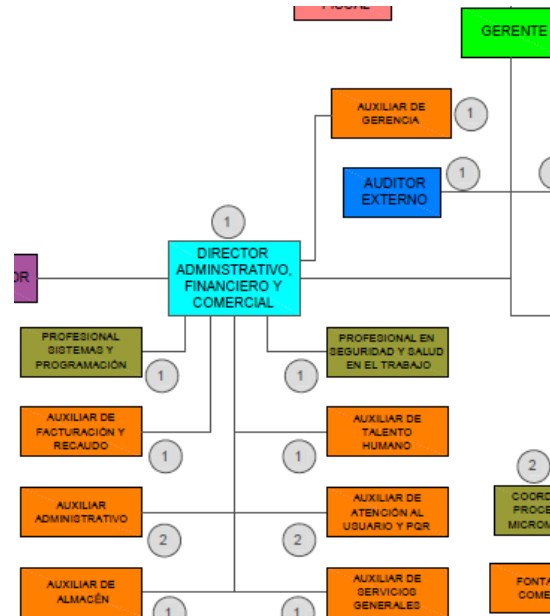 GERENTE
AUXILIAR DE
GERENCIA
1
AUDITOR
EXTERNO
1
1
DIRECTOR
ADMINSTRATIVO,
FINANCIERO Y
COMERCIAL
PROFESIONAL
SISTEMAS Y
PROGRAMACIÓN
1
PROFESIONAL EN
SEGURIDAD Y SALUD
EN EL TRABAJO
1
AUXILIAR DE
FACTURACIÓN Y
RECAUDO
1
AUXILIAR DE
TALENTO
HUMANO
1
AUXILIAR
ADMINISTRATIVO
2
AUXILIAR DE
ATENCIÓN AL
USUARIO Y PQR
2
2
AUXILIAR DE
ALMACÉN
1
AUXILIAR DE
SERVICIOS
GENERALES
1